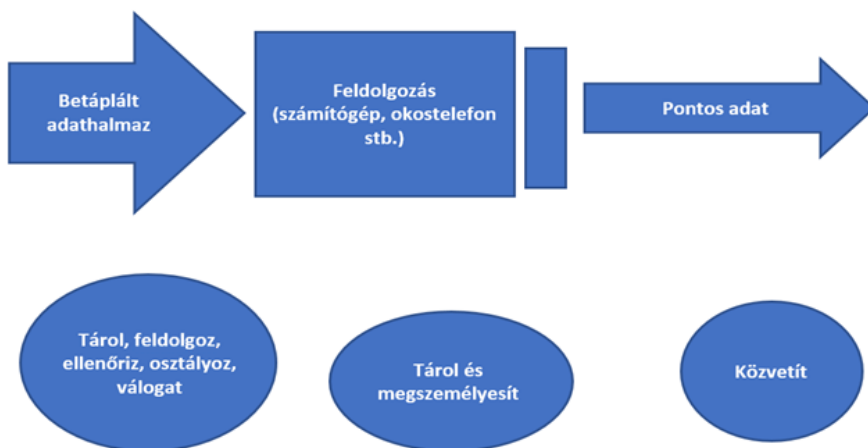 Betáplált
adathalmaz
Feldolgozás
(számítógép, okostelefon
stb.)
Pontos adat
Tárol, feldolgoz,
ellenőriz, osztályoz,
válogat
Tárol és
megszemélyesít
Közvetít